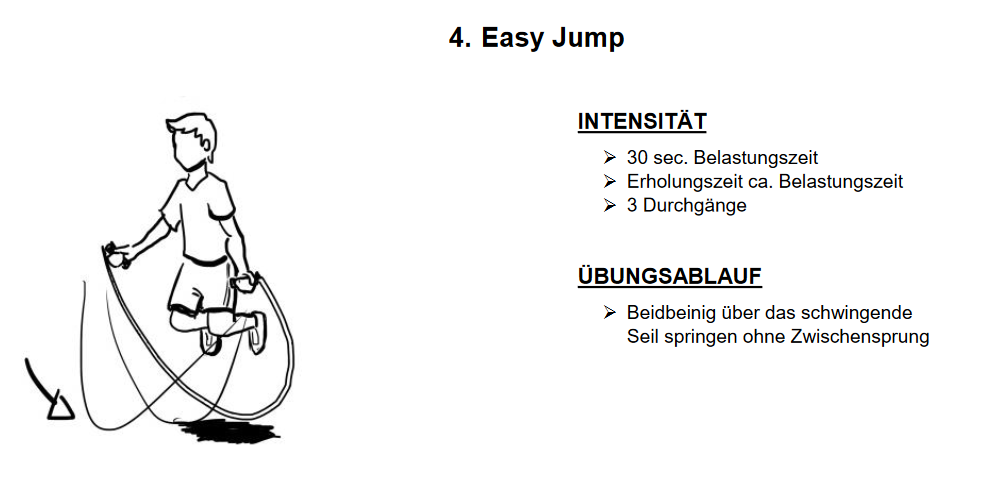 4. Easy Jump
INTENSITÄT
➢ 30 sec. Belastungszeit
➢ Erholungszeit ca. Belastungszeit
➢ 3 Durchgänge
ÜBUNGSABLAUF
➢ Beidbeinig über das schwingende
Seil springen ohne Zwischensprung